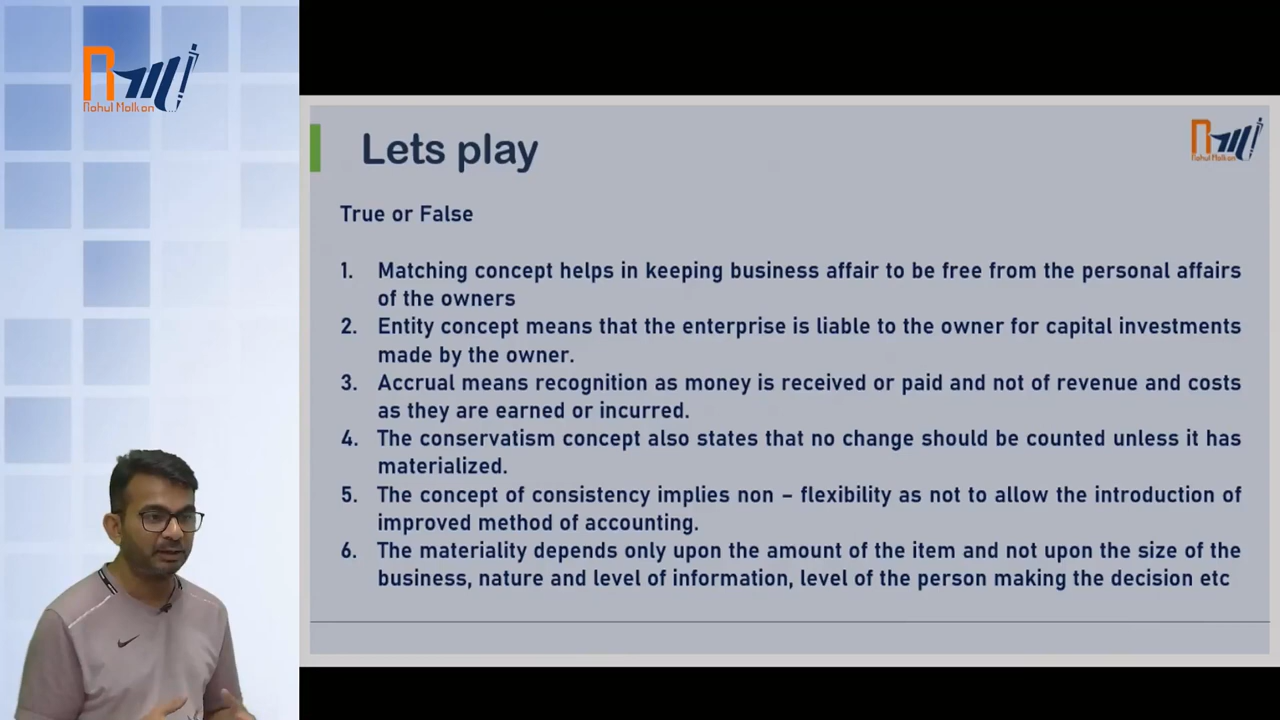 Rahul Malkan
Lets play
Rahul Malkan
True or False
1. Matching concept helps in keeping business affair to be free from the personal affairs
of the owners
2. Entity concept means that the enterprise is liable to the owner for capital investments
made by the owner.
3. Accrual means recognition as money is received or paid and not of revenue and costs
as they are earned or incurred.
4. The conservatism concept also states that no change should be counted unless it has
materialized.
5. The concept of consistency implies non – flexibility as not to allow the introduction of
improved method of accounting.
6. The materiality depends only upon the amount of the item and not upon the size of the
business, nature and level of information, level of the person making the decision etc